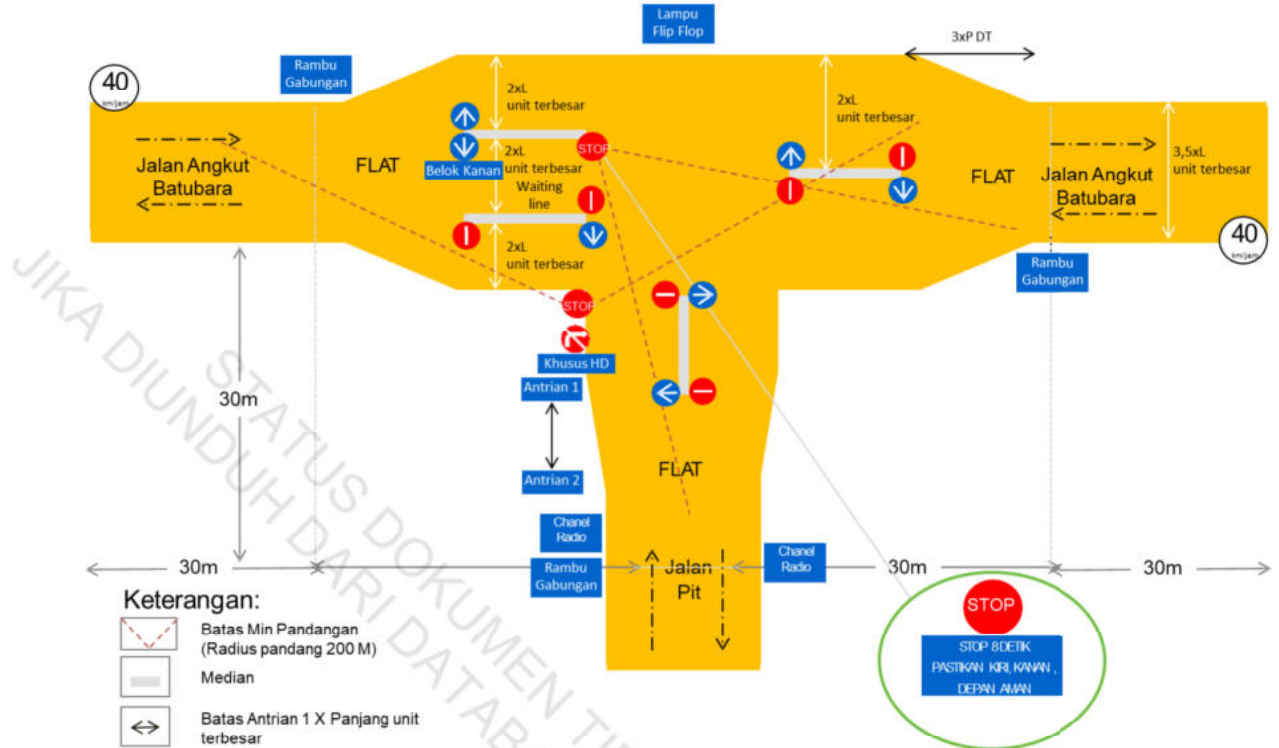 Lampu
Flip Flop
3xP DT
40
km/jam
Rambu
Gabungan
2xL
unit terbesar
2xL
unit terbesar
STOP
Jalan Angkut
Batubara
FLAT
Belok Kanan
2xL
unit terbesar
Waiting
line
FLAT
Jalan Angkut
Batubara
3,5xL
unit terbesar
2xL
unit terbesar
40
km/jam
Rambu
Gabungan
STOP
Khusus HD
Antrian 1
30m
Antrian 2
FLAT
Chanel
Radio
Chanel
Radio
Rambu
Gabungan
30m
Jalan
Pit
30m
30m
STOP
STOP 8 DETIK
PASTIKAN KIRI, KANAN ,
DEPAN AMAN
Keterangan:
Batas Min Pandangan
(Radius pandang 200 M)
Median
Batas Antrian 1 X Panjang unit
terbesar
STATUS DOKUMEN
JIKA DIUNDUH DARI